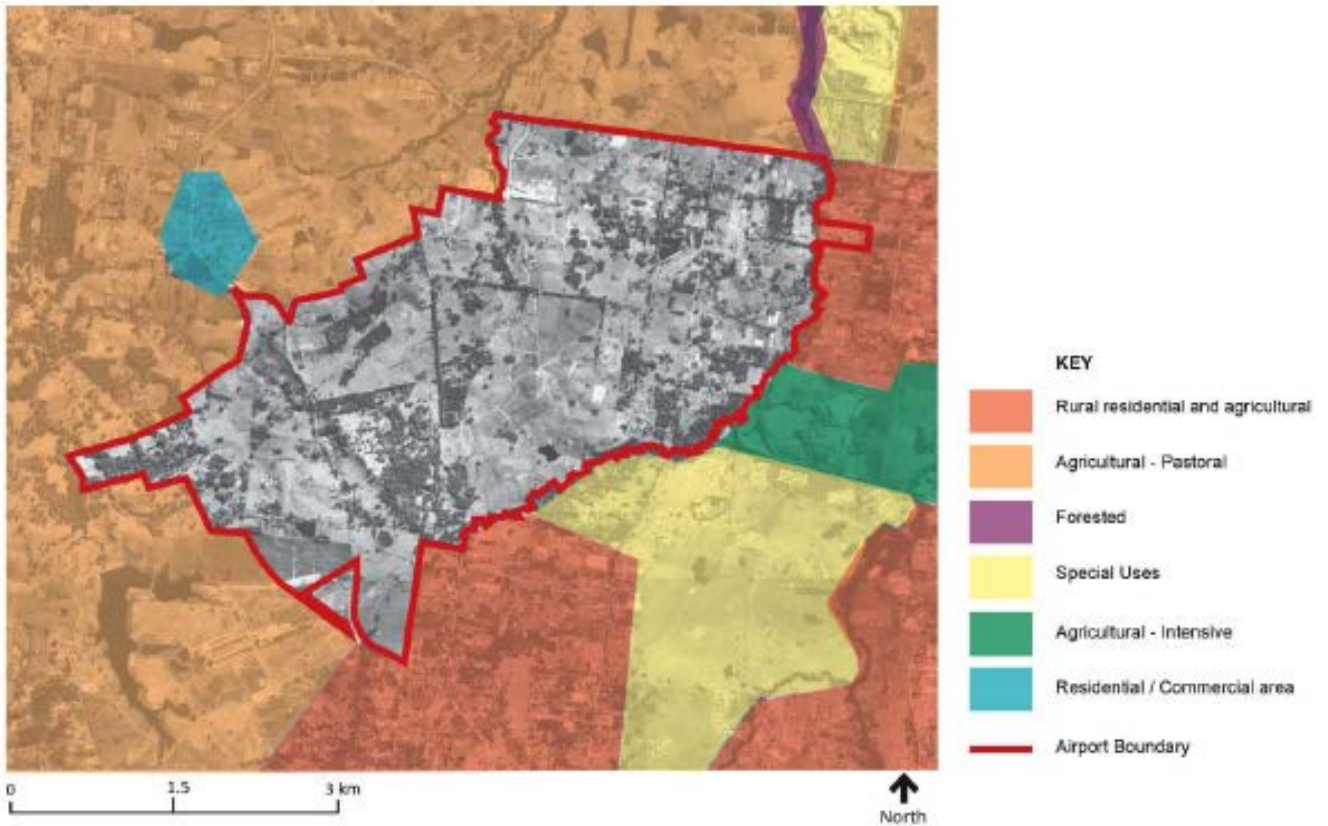 KEY
Rural residential and agricultural
Agricultural - Pastoral
Forested
Special Uses
Agricultural - Intensive
Residential / Commercial area
Airport Boundary
0 1.5 3 km
North